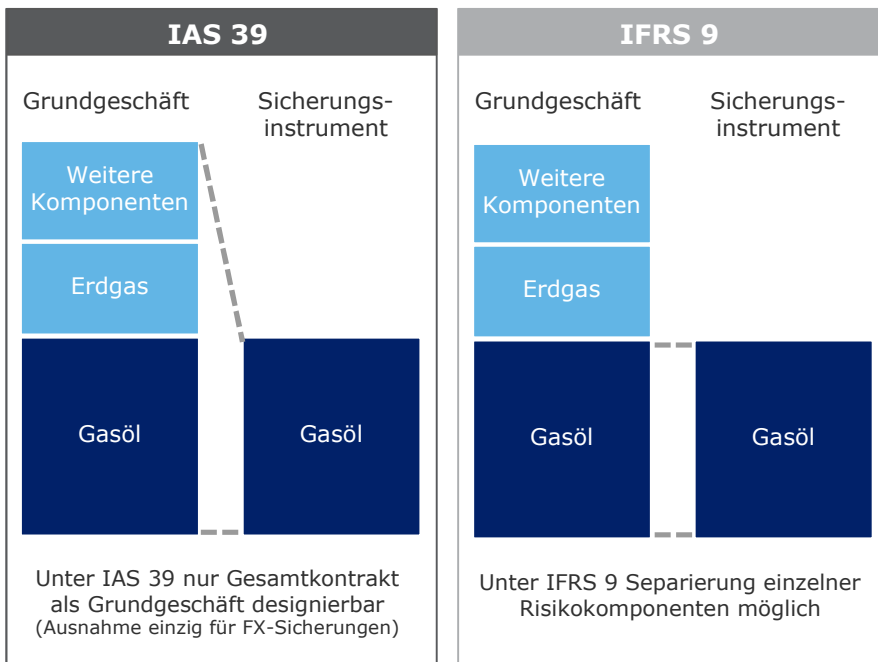 IAS 39
Grundgeschäft
Sicherungs-
instrument
Weitere
Komponenten
Erdgas
Gasöl
Gasöl
Unter IAS 39 nur Gesamtkontrakt
als Grundgeschäft designierbar
(Ausnahme einzig für FX-Sicherungen)
IFRS 9
Grundgeschäft
Sicherungs-
instrument
Weitere
Komponenten
Erdgas
Gasöl
Gasöl
Unter IFRS 9 Separierung einzelner
Risikokomponenten möglich